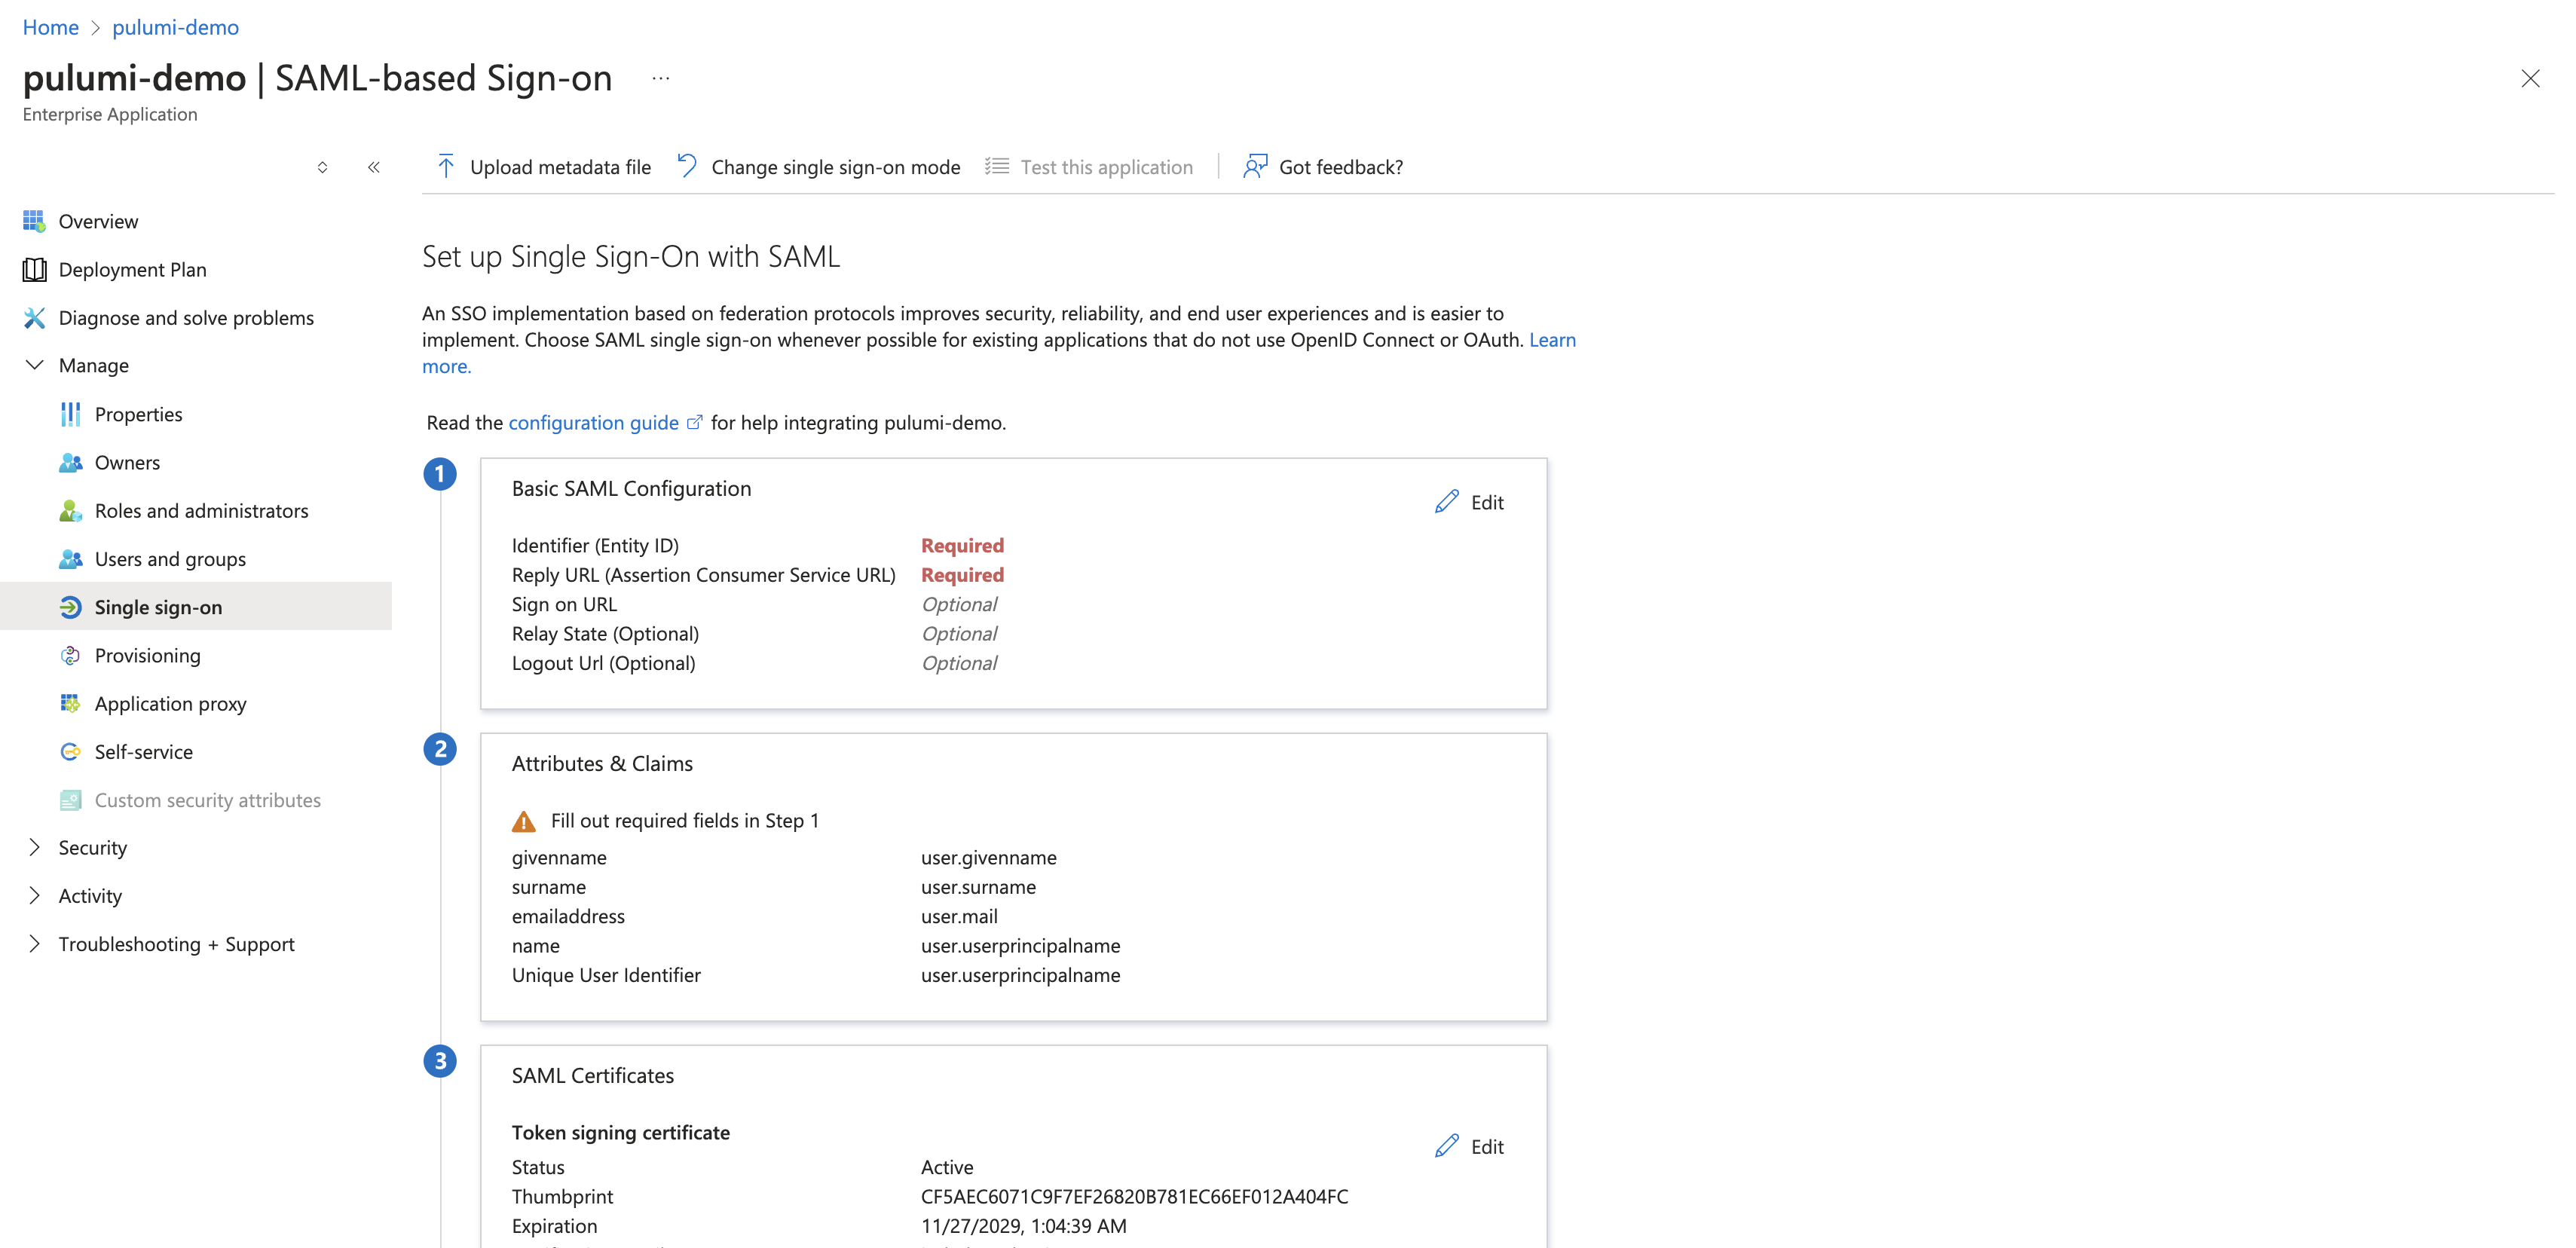 Home > pulumi-demo
pulumi-demo | SAML-based Sign-on ...
Enterprise Application
Upload metadata file
Change single sign-on mode
Test this application
Got feedback?
Overview
Deployment Plan
Diagnose and solve problems
Manage
Properties
Owners
Roles and administrators
Users and groups
Single sign-on
Provisioning
Application proxy
Self-service
Custom security attributes
Security
Activity
Troubleshooting + Support
Set up Single Sign-On with SAML
An SSO implementation based on federation protocols improves security, reliability, and end user experiences and is easier to
implement. Choose SAML single sign-on whenever possible for existing applications that do not use OpenID Connect or OAuth. Learn
more.
Read the configuration guide for help integrating pulumi-demo.
1
Basic SAML Configuration
Edit
Identifier (Entity ID) Required
Reply URL (Assertion Consumer Service URL) Required
Sign on URL Optional
Relay State (Optional) Optional
Logout Url (Optional) Optional
2
Attributes & Claims
Fill out required fields in Step 1
givenname user.givenname
surname user.surname
emailaddress user.mail
name user.userprincipalname
Unique User Identifier user.userprincipalname
3
SAML Certificates
Token signing certificate
Edit
Status Active
Thumbprint CF5AEC6071C9F7EF26820B781EC66EF012A404FC
Expiration 11/27/2029, 1:04:39 AM